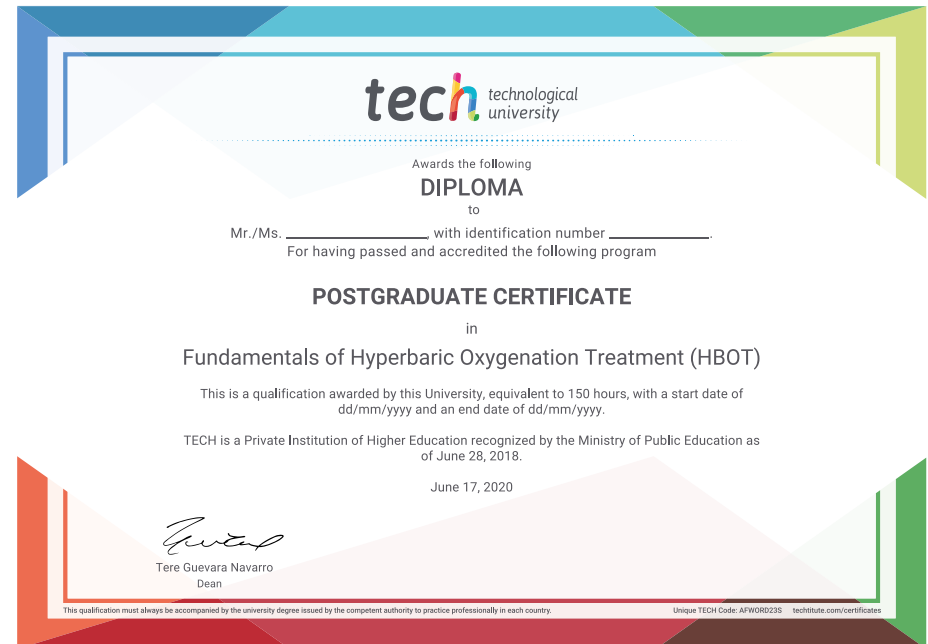 tech technological
university
Awards the following
DIPLOMA
to
Mr./Ms. ____________________, with identification number ______________.
For having passed and accredited the following program
POSTGRADUATE CERTIFICATE
in
Fundamentals of Hyperbaric Oxygenation Treatment (HBOT)
This is a qualification awarded by this University, equivalent to 150 hours, with a start date of
dd/mm/yyyy and an end date of dd/mm/yyyy.
TECH is a Private Institution of Higher Education recognized by the Ministry of Public Education as
of June 28, 2018.
June 17, 2020
Tere Guevara Navarro
Dean
This qualification must always be accompanied by the university degree issued by the competent authority to practice professionally in each country. Unique TECH Code: AFWORD23S techtitute.com/certificates